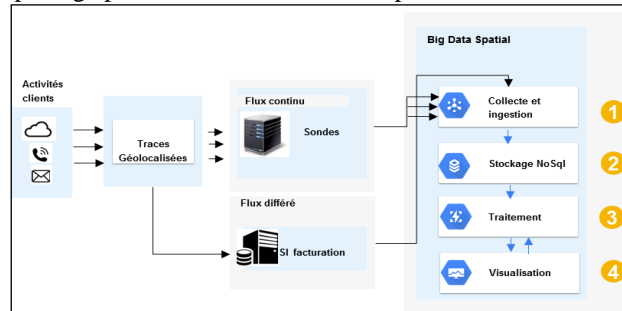 Big Data Spatial
Activités
clients
Traces
Géolocalisées
Flux continu
Sondes
Flux différé
SI facturation
Collecte et
ingestion
1
Stockage NoSql
2
Traitement
3
Visualisation
4